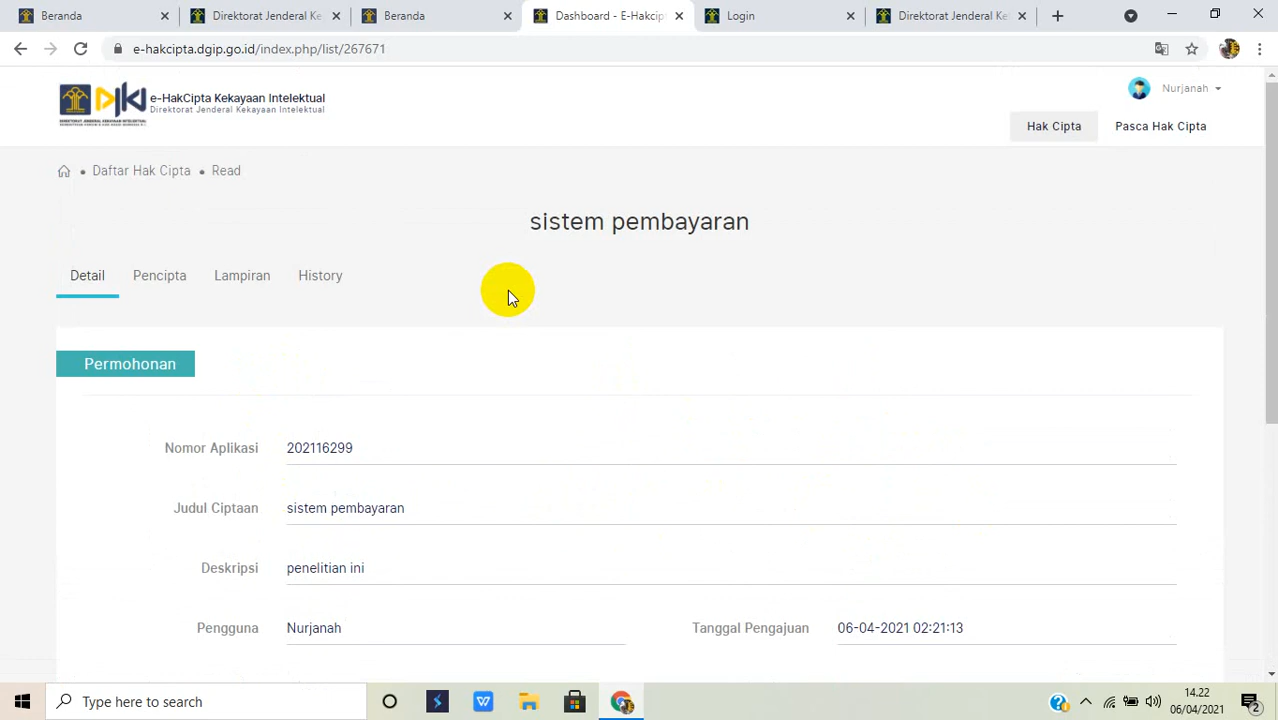 Beranda
Direktorat Jenderal Ke
Beranda
Dashboard - E-Hakcip
Login
Direktorat Jenderal Ke
e-hakcipta.dgip.go.id/index.php/list/267671
e-HakCipta Kekayaan Intelektual
Direktorat Jenderal Kekayaan Intelektual
Nurjanah
Hak Cipta
Pasca Hak Cipta
Daftar Hak Cipta
Read
sistem pembayaran
Detail
Pencipta
Lampiran
History
Permohonan
Nomor Aplikasi
202116299
Judul Ciptaan
sistem pembayaran
Deskripsi
penelitian ini
Pengguna
Nurjanah
Tanggal Pengajuan
06-04-2021 02:21:13
Type here to search
14.22
06/04/2021
2